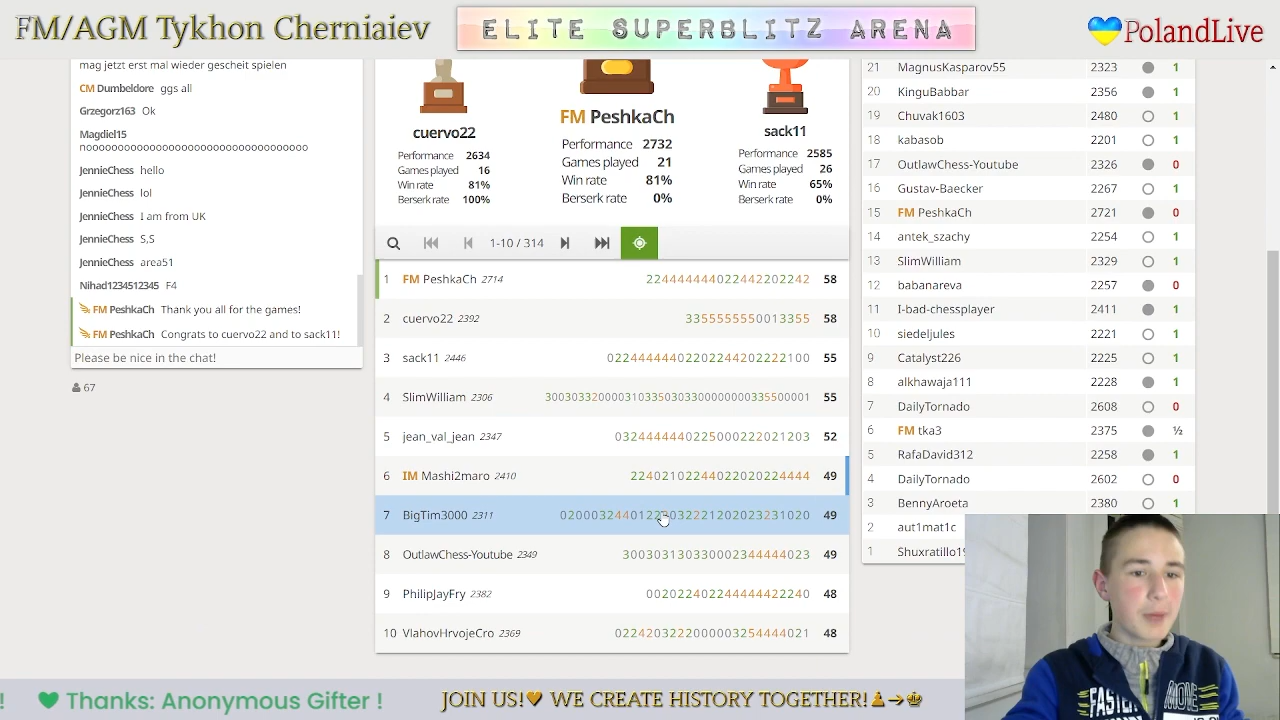 FM/AGM Tykhon Cherniaiev
ELITE SUPERBLITZ ARENA
PolandLive
mag jetzt erst mal wieder gescheit spielen
CM Dumbeldore ggs all
Grzegorz163 Ok
Magdiel15
nooooooooooooooooooooooooooooooooooo
JennieChess hello
JennieChess lol
JennieChess I am from UK
JennieChess S,S
JennieChess area51
Nihad1234512345 F4
FM PeshkaCh Thank you all for the games!
FM PeshkaCh Congrats to cuervo22 and to sack11!
Please be nice in the chat!
67
cuervo22
Performance 2634
Games played 16
Win rate 81%
Berserk rate 100%
FM PeshkaCh
Performance 2732
Games played 21
Win rate 81%
Berserk rate 0%
sack11
Performance 2585
Games played 26
Win rate 65%
Berserk rate 0%
1-10 / 314
1 FM PeshkaCh 2714 224444444022442202242 58
2 cuervo22 2392 3355555550013355 58
3 sack11 2446 02244444402202244202222100 55
4 SlimWilliam 2306 55
5 jean_val_jean 2347 0324444440225000222021203 52
6 IM Mashi2maro 2410 22402102244022020224444 49
7 BigTim3000 2311 49
8 OutlawChess-Youtube 2349 300303130330002344444023 49
9 PhilipJayFry 2382 002022402244444422240 48
10 VlahovHrvojeCro 2369 0224203222000003254444021 48
21 MagnusKasparov55 2323 1
20 KinguBabbar 2356 1
19 Chuvak1603 2480 1
18 kabasob 2201 1
17 OutlawChess-Youtube 2326 0
16 Gustav-Baecker 2267 1
15 FM PeshkaCh 2721 0
14 antek_szachy 2254 1
13 SlimWilliam 2329 1
12 babanareva 2257 0
11 I-bad-chessplayer 2411 1
10 siedeljules 2221 1
9 Catalyst226 2225 1
8 alkhawaja111 2228 1
7 DailyTornado 2608 0
6 FM tka3 2375 ½
5 RafaDavid312 2258 1
4 DailyTornado 2602 0
3 BennyAroeta 2380 1
2 aut1mat1c
1 Shuxratillo19
FASTER
MOVE
! Thanks: Anonymous Gifter !
JOIN US! WE CREATE HISTORY TOGETHER!